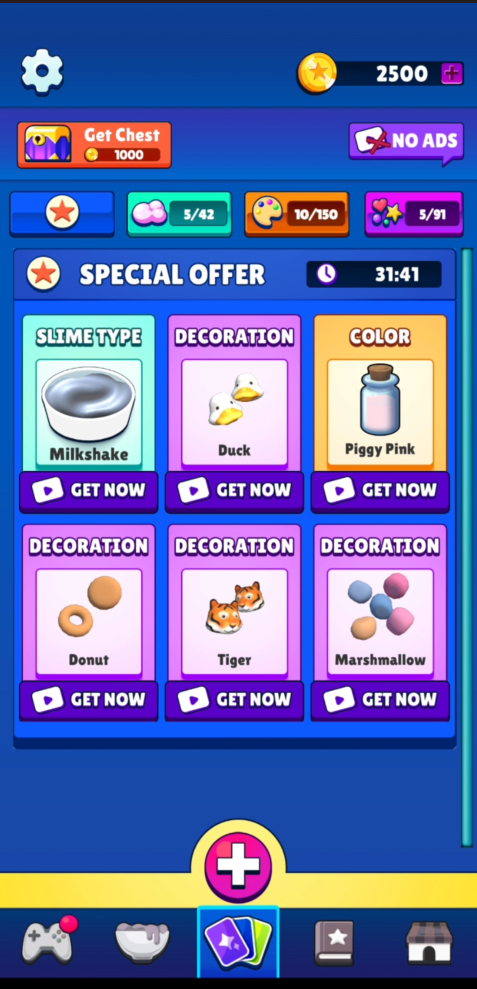 2500
Get Chest
1000
NO ADS
5/42
10/150
5/91
SPECIAL OFFER
31:41
SLIME TYPE
DECORATION
COLOR
Milkshake
Duck
Piggy Pink
GET NOW
GET NOW
GET NOW
DECORATION
DECORATION
DECORATION
Donut
Tiger
Marshmallow
GET NOW
GET NOW
GET NOW